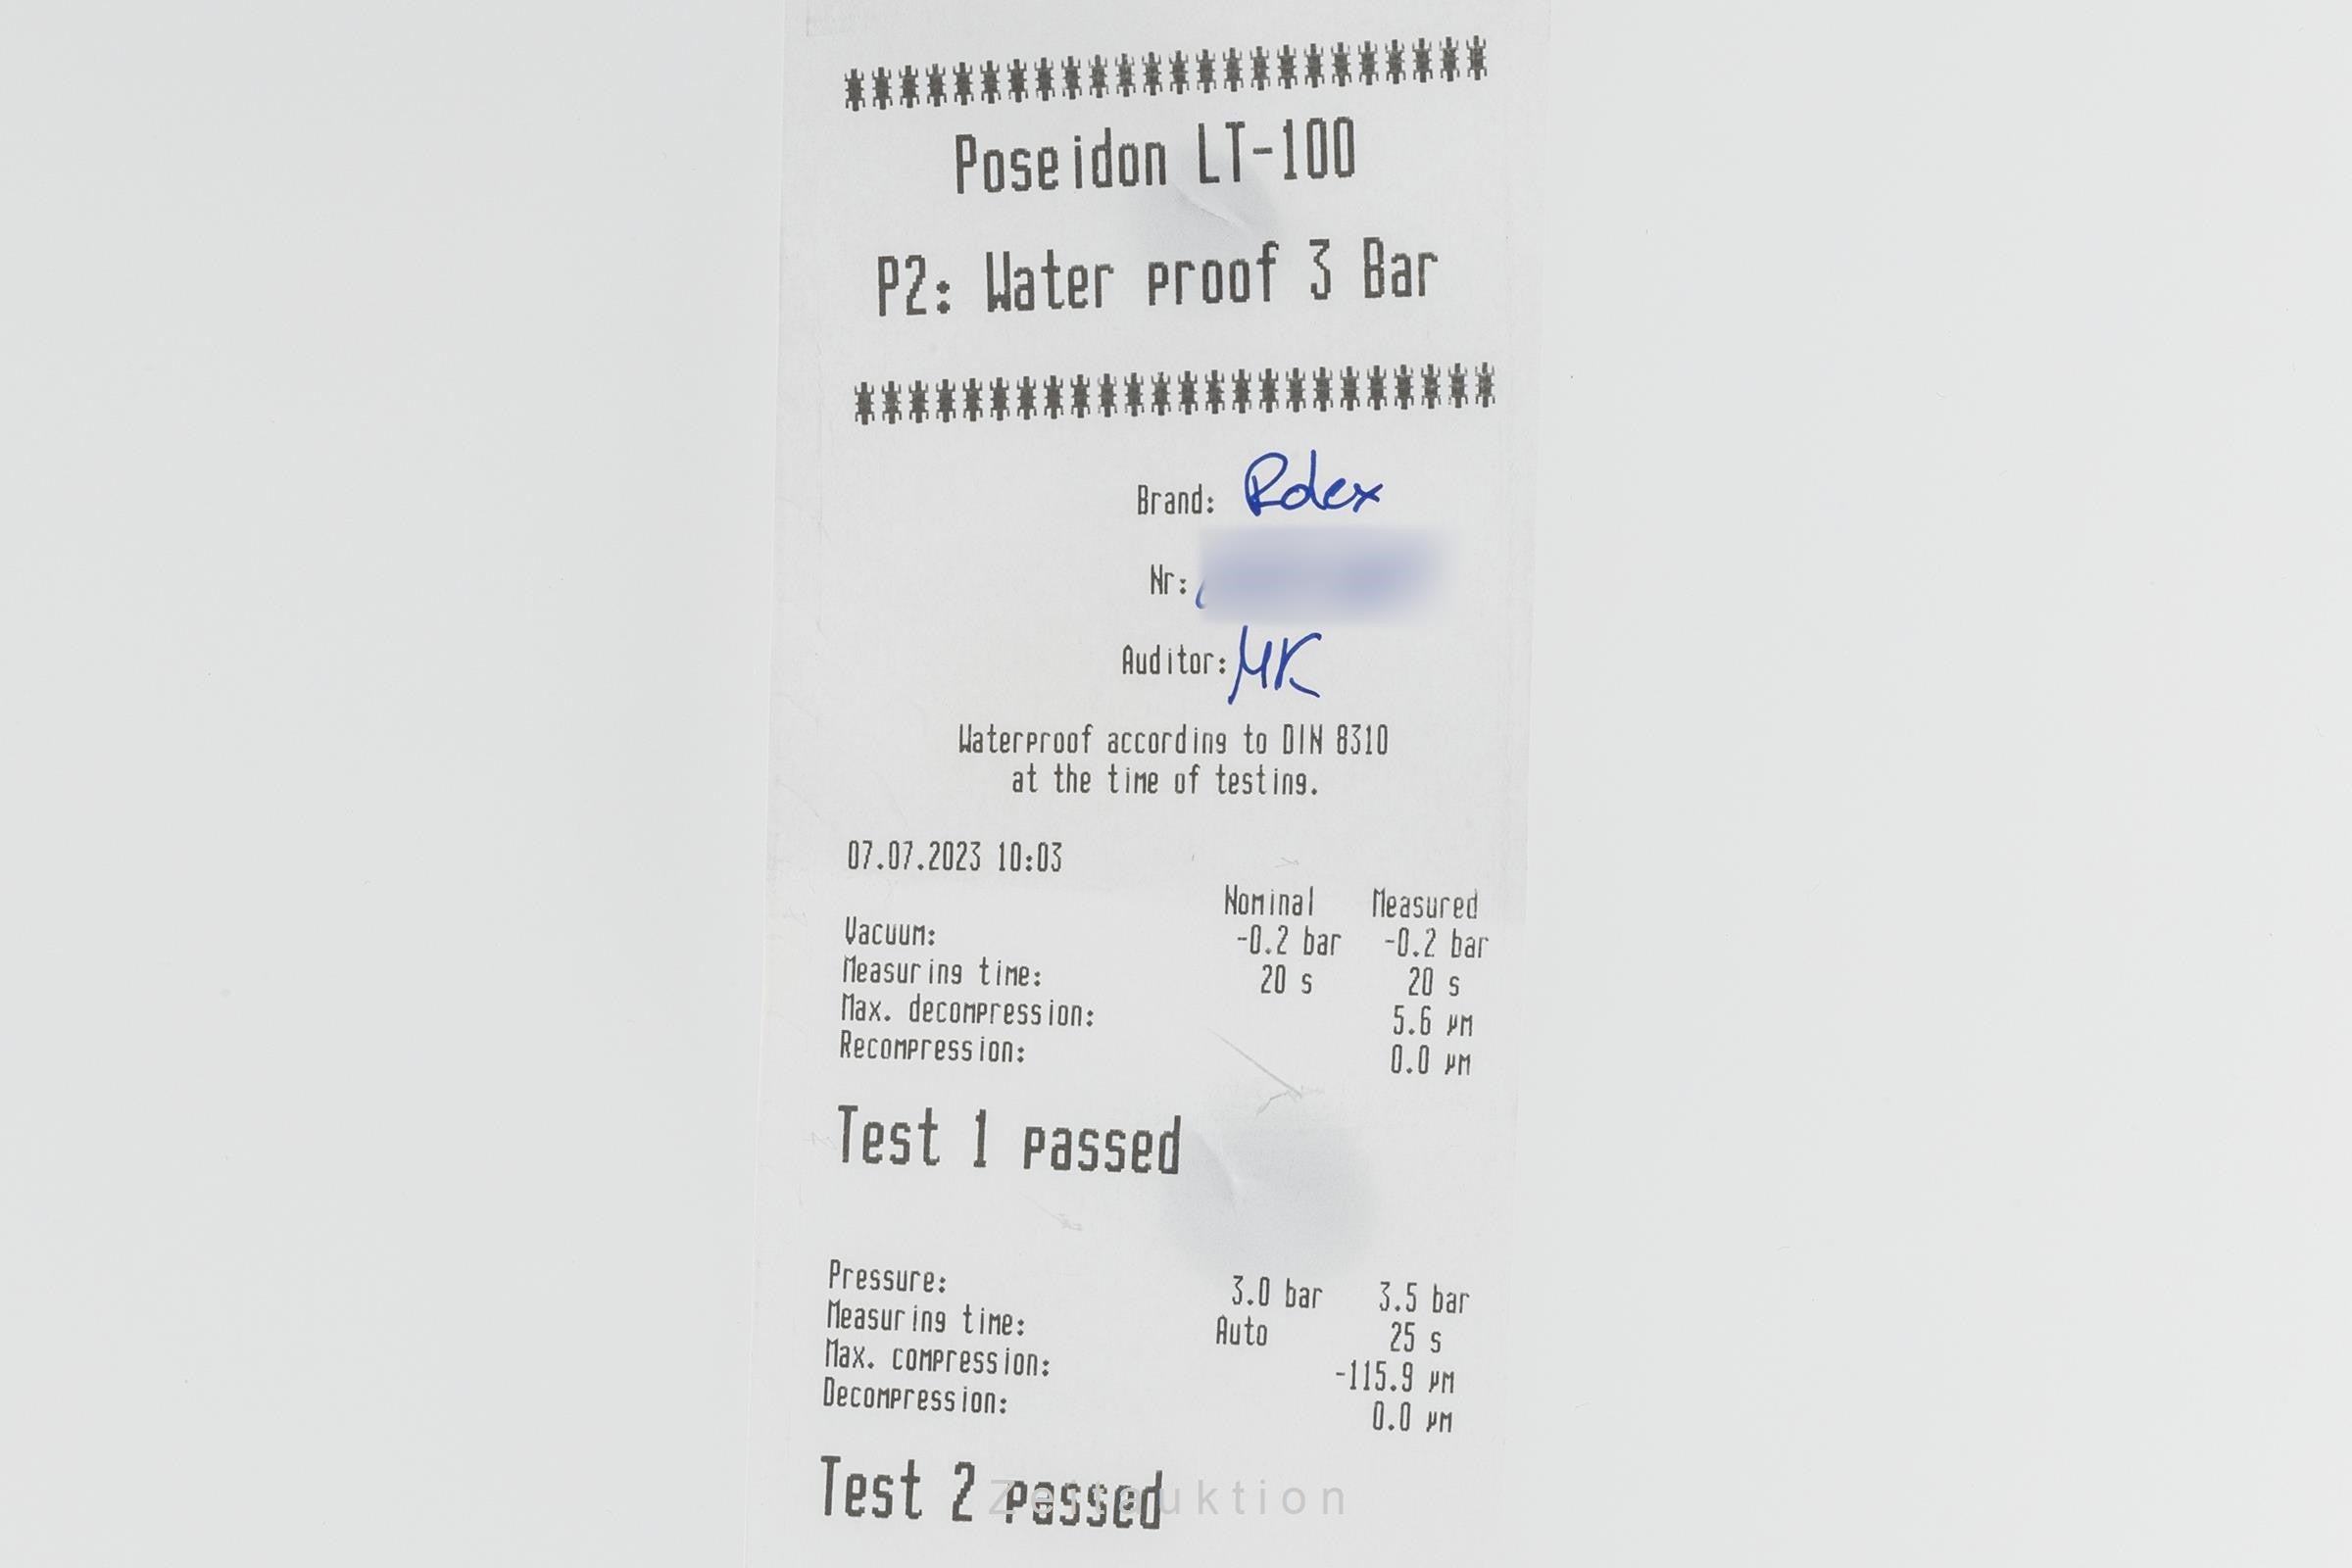 ************************
Poseidon LT-100
P2: Water proof 3 Bar
************************
Brand: Rolex
Nr:
Auditor: MK
Waterproof according to DIN 8310
at the time of testing.
07.07.2023 10:03
Nominal Measured
Vacuum: -0.2 bar -0.2 bar
Measuring time: 20 s 20 s
Max. decompression: 5.6 µm
Recompression: 0.0 µm
Test 1 passed
Pressure: 3.0 bar 3.5 bar
Measuring time: Auto 25 s
Max. compression: -115.9 µm
Decompression: 0.0 µm
Test 2 passed
Zeitauktion